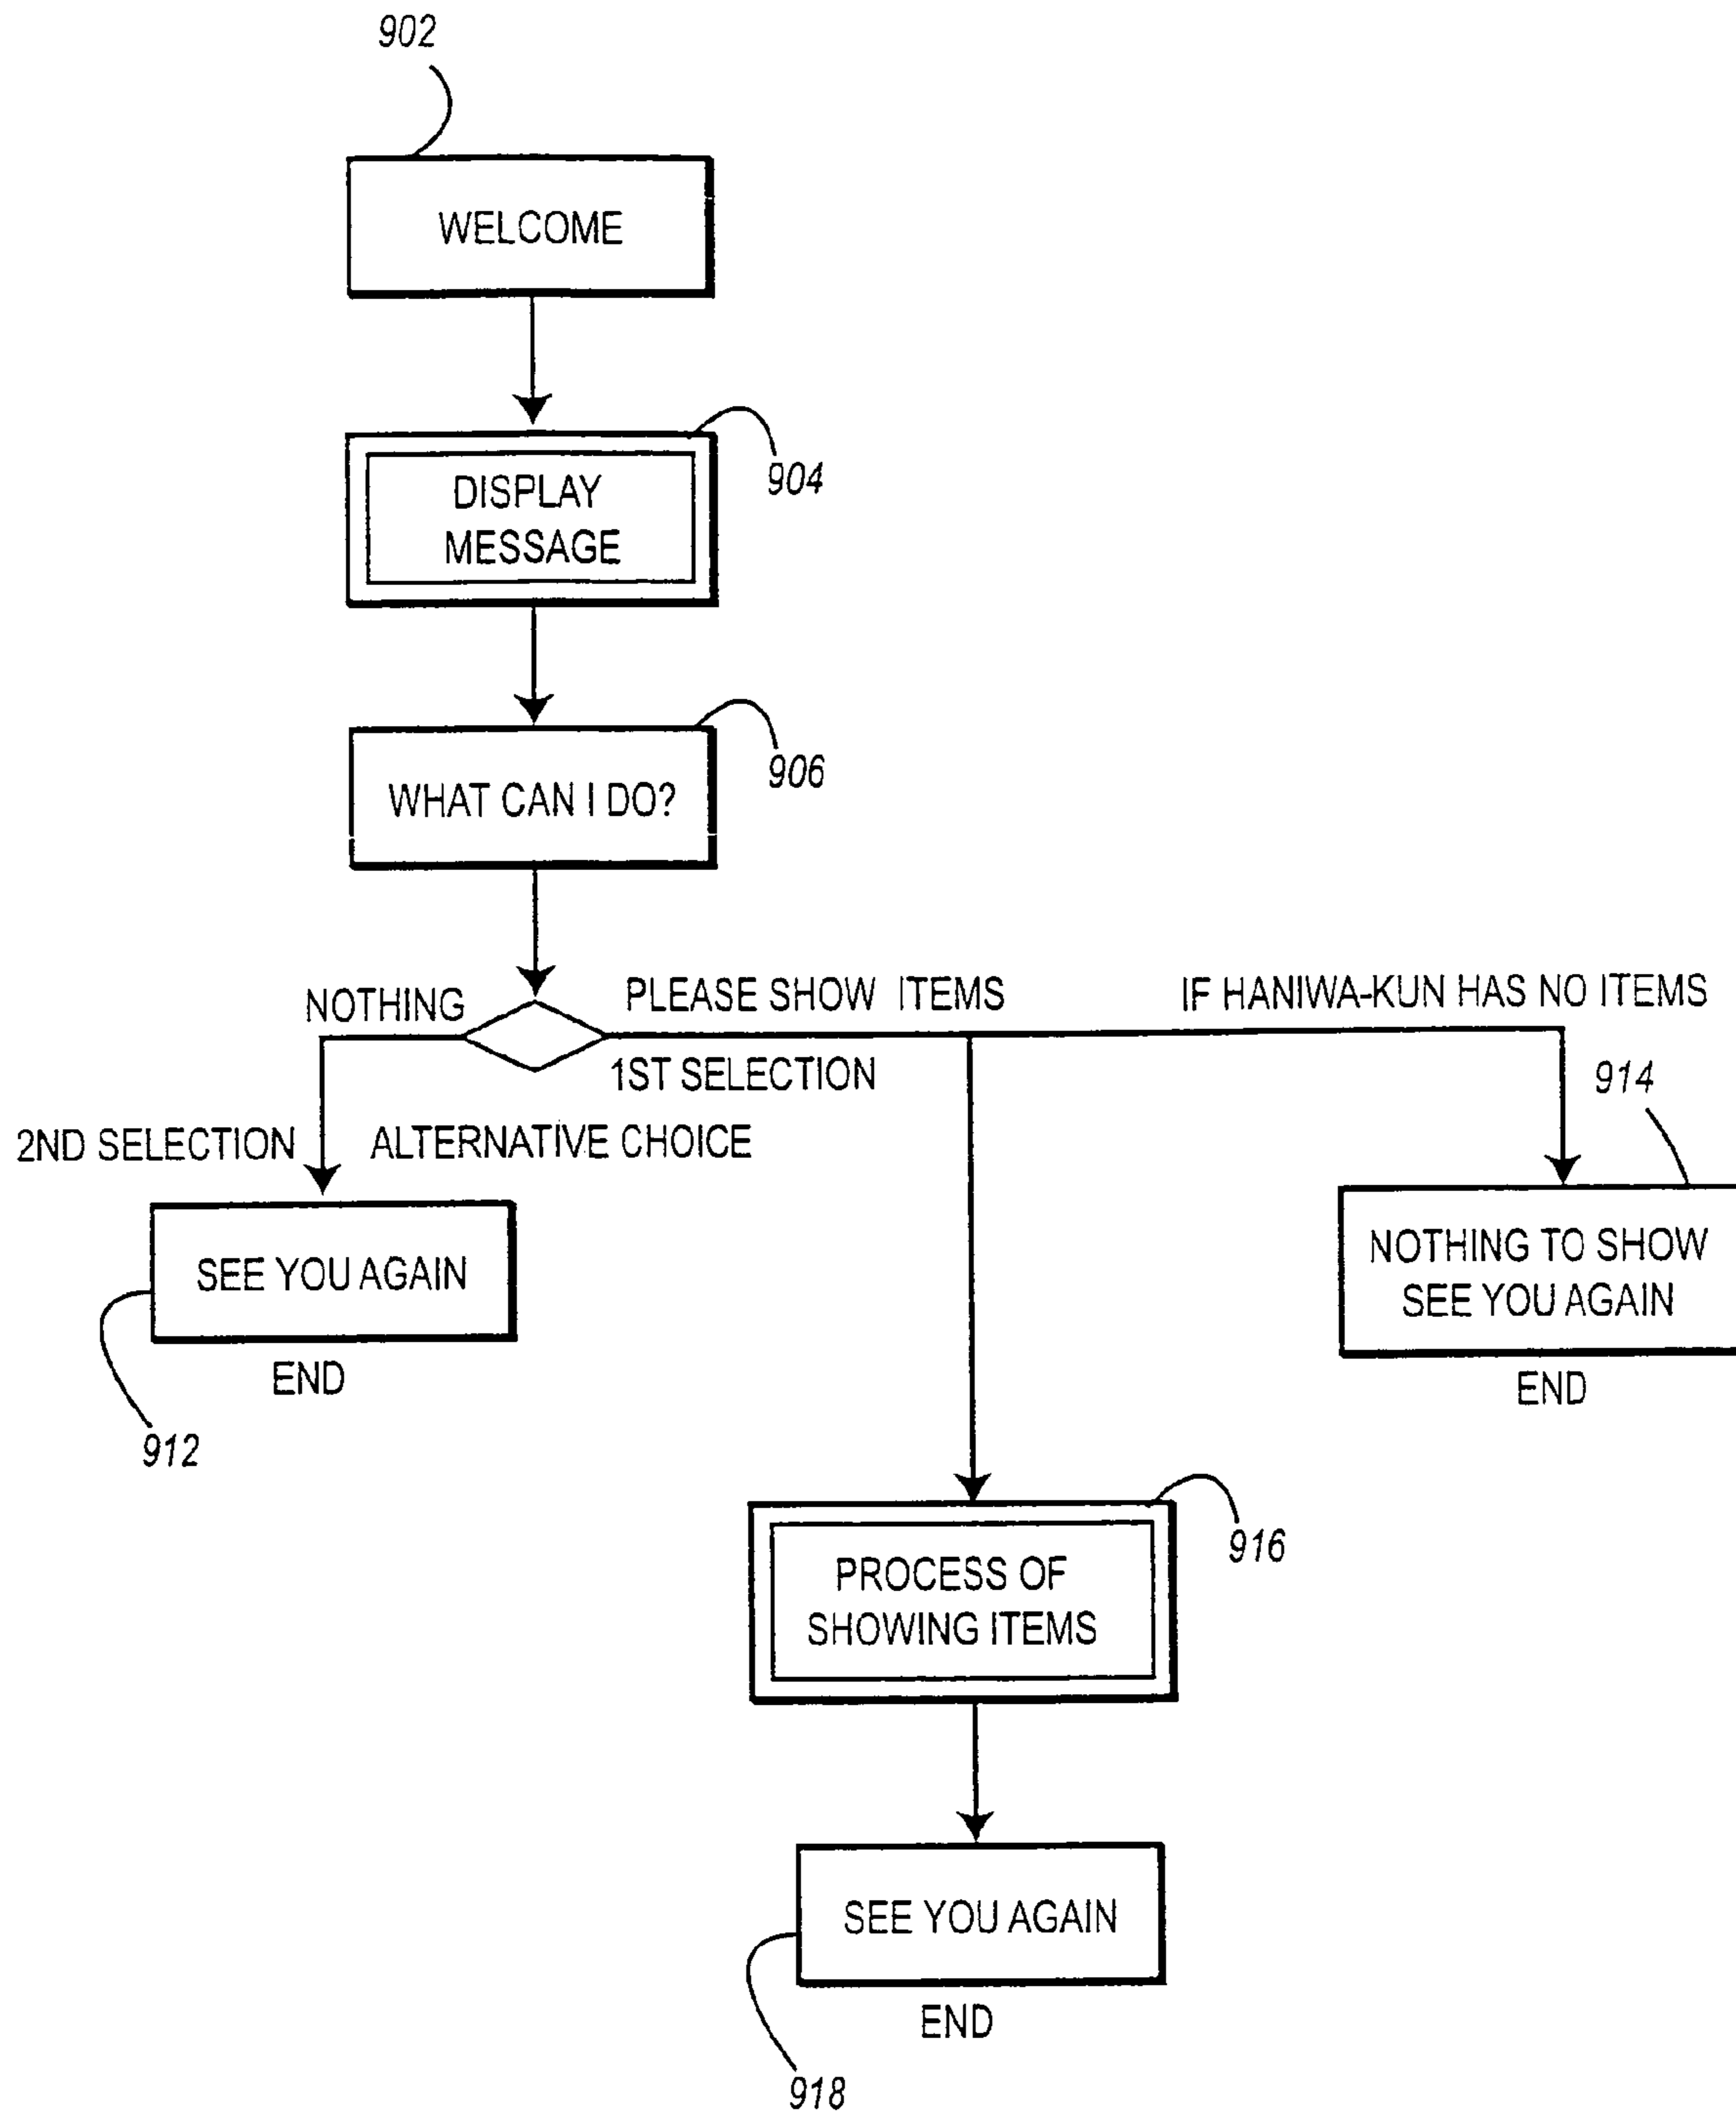 902
WELCOME
904
DISPLAY
MESSAGE
906
WHAT CAN I DO?
NOTHING
PLEASE SHOW ITEMS
IF HANIWA-KUN HAS NO ITEMS
1ST SELECTION
914
2ND SELECTION
ALTERNATIVE CHOICE
SEE YOU AGAIN
END
912
NOTHING TO SHOW
SEE YOU AGAIN
END
916
PROCESS OF
SHOWING ITEMS
SEE YOU AGAIN
END
918